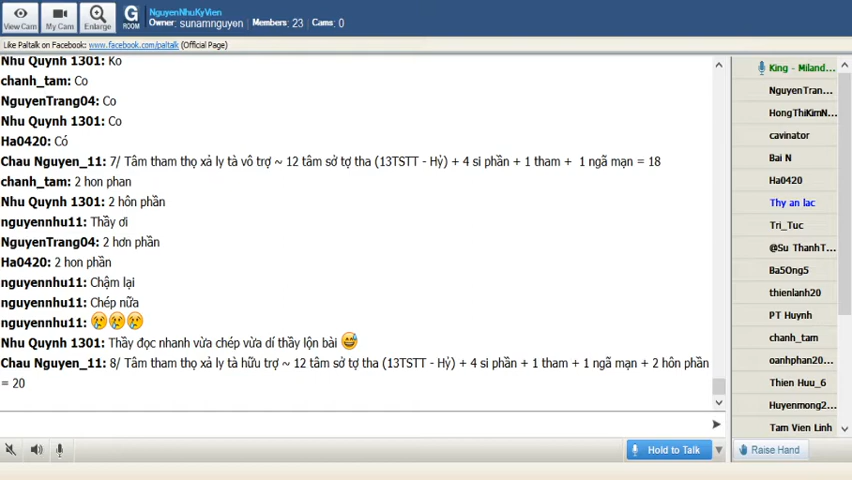 View Cam
My Cam
Enlarge
G
ROOM
NguyenNhuKyVien
Owner: sunamnguyen Members: 23 Cams: 0
Like Paltalk on Facebook: www.facebook.com/paltalk (Official Page)
Nhu Quynh 1301: Ko
chanh_tam: Co
NguyenTrang04: Co
Nhu Quynh 1301: Co
Ha0420: Có
Chau Nguyen_11: 7/ Tâm tham thọ xả ly tà vô trợ ~ 12 tâm sở tợ tha (13TSTT - Hỷ) + 4 si phần + 1 tham + 1 ngã mạn = 18
chanh_tam: 2 hon phan
Nhu Quynh 1301: 2 hôn phần
nguyennhu11: Thầy ơi
NguyenTrang04: 2 hơn phần
Ha0420: 2 hon phần
nguyennhu11: Chậm lại
nguyennhu11: Chép nữa
nguyennhu11:
Nhu Quynh 1301: Thầy đọc nhanh vừa chép vừa dí thầy lộn bài
Chau Nguyen_11: 8/ Tâm tham thọ xả ly tà hữu trợ ~ 12 tâm sở tợ tha (13TSTT - Hỷ) + 4 si phần + 1 tham + 1 ngã mạn + 2 hôn phần
= 20
King - Miland...
NguyenTran...
HongThiKimN...
cavinator
Bai N
Ha0420
Thy an lac
Tri_Tuc
@Su ThanhT...
Ba5Ong5
thienlanh20
PT Huynh
chanh_tam
oanhphan20...
Thien Huu_6
Huyenmong2...
Tam Vien Linh
Hold to Talk
Raise Hand